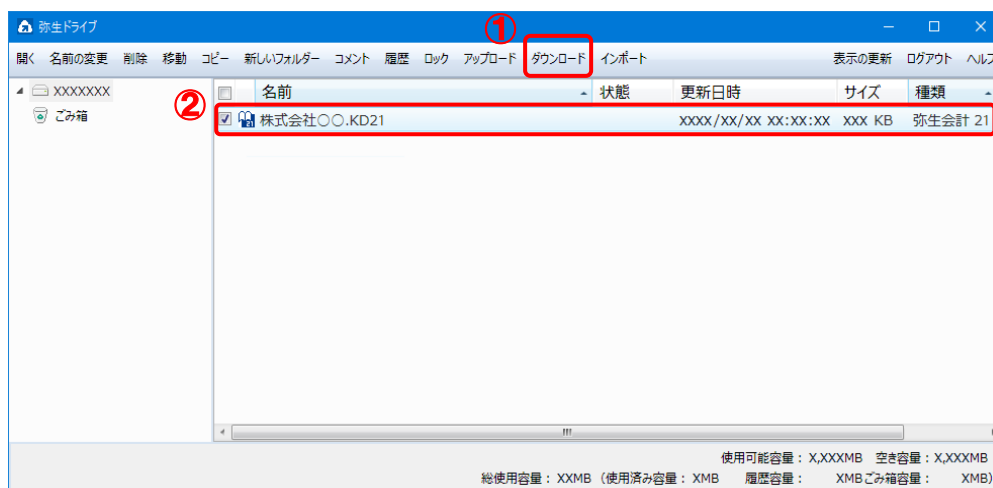 弥生ドライブ
①
開く 名前の変更 削除 移動 コピー 新しいフォルダー コメント 履歴 ロック アップロード ダウンロード インポート 表示の更新 ログアウト ヘルプ
XXXXXXX
ごみ箱
②
名前 状態 更新日時 サイズ 種類
株式会社○○.KD21 XXXX/XX/XX XX:XX:XX XXX KB 弥生会計 21
使用可能容量: X,XXXMB 空き容量: X,XXXMB
総使用容量: XXMB (使用済み容量: XMB 履歴容量: XMBごみ箱容量: XMB)